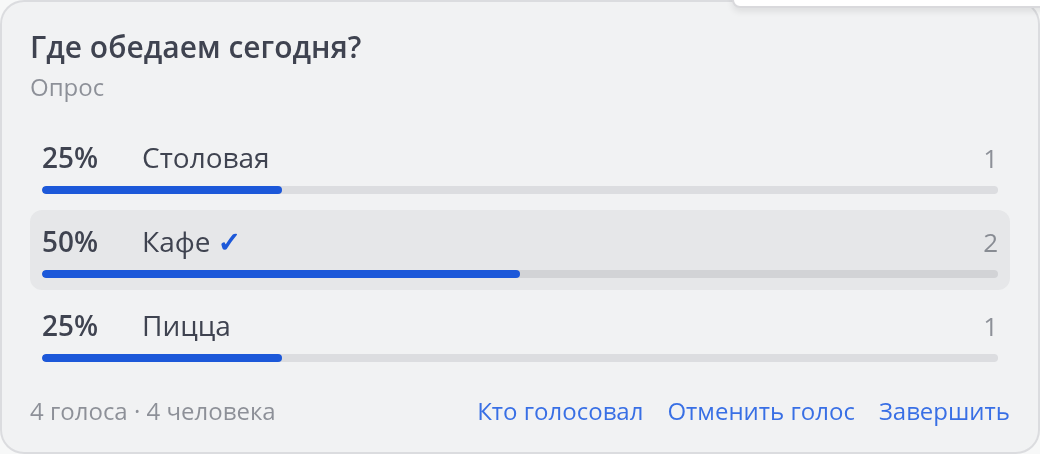 Где обедаем сегодня?
Опрос
25% Столовая 1
50% Кафе ✓ 2
25% Пицца 1
4 голоса · 4 человека Кто голосовал Отменить голос Завершить